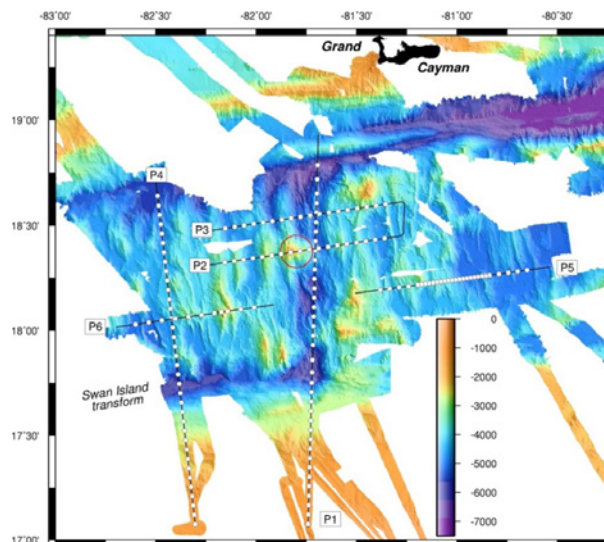 -83°00' -82°30' -82°00' -81°30' -81°00' -80°30'
Grand
Cayman
19°00'
P4
18°30'
P3
P2
P5
18°00'
P6
0
-1000
-2000
-3000
-4000
-5000
-6000
-7000
Swan Island
transform
17°30'
P1
17°00'